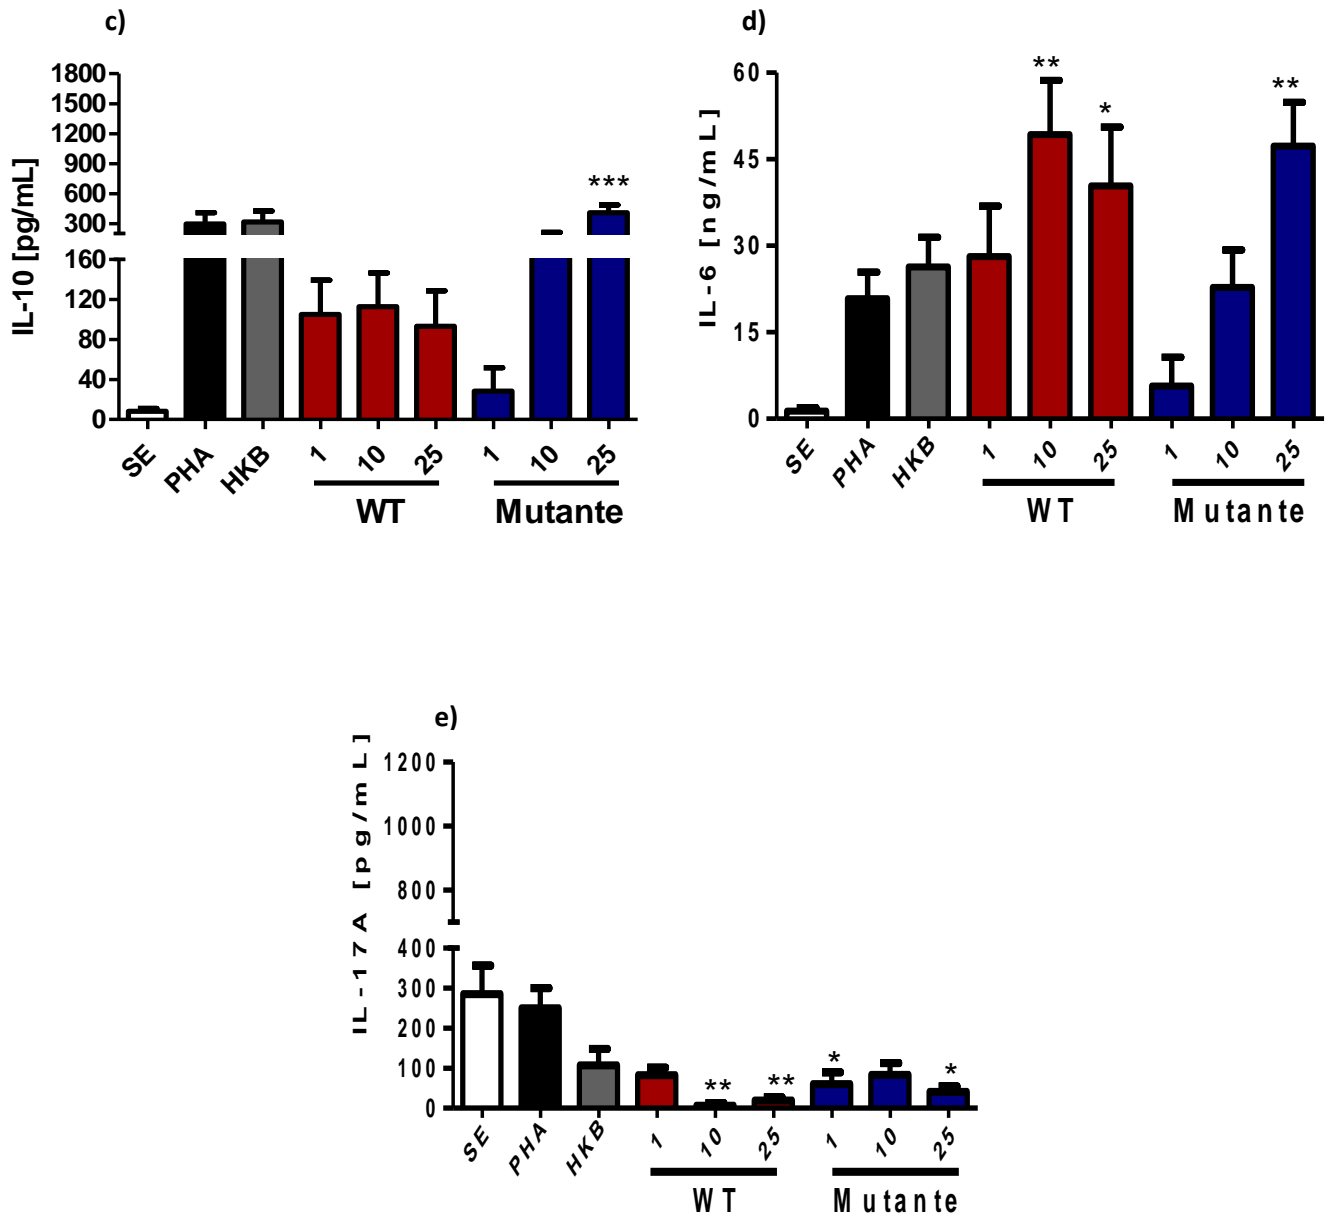 c)
IL-10 [pg/mL]
1800
1500
1200
900
600
300
160
120
80
40
0
***
SE PHA HKB 1 10 25 1 10 25
WT Mutante
d)
IL-6 [ng/mL]
60
45
30
15
0
** * **
SE PHA HKB 1 10 25 1 10 25
WT Mutante
e)
IL-17A [pg/mL]
1200
1000
800
400
300
200
100
0
** ** * *
SE PHA HKB 1 10 25 1 10 25
WT Mutante